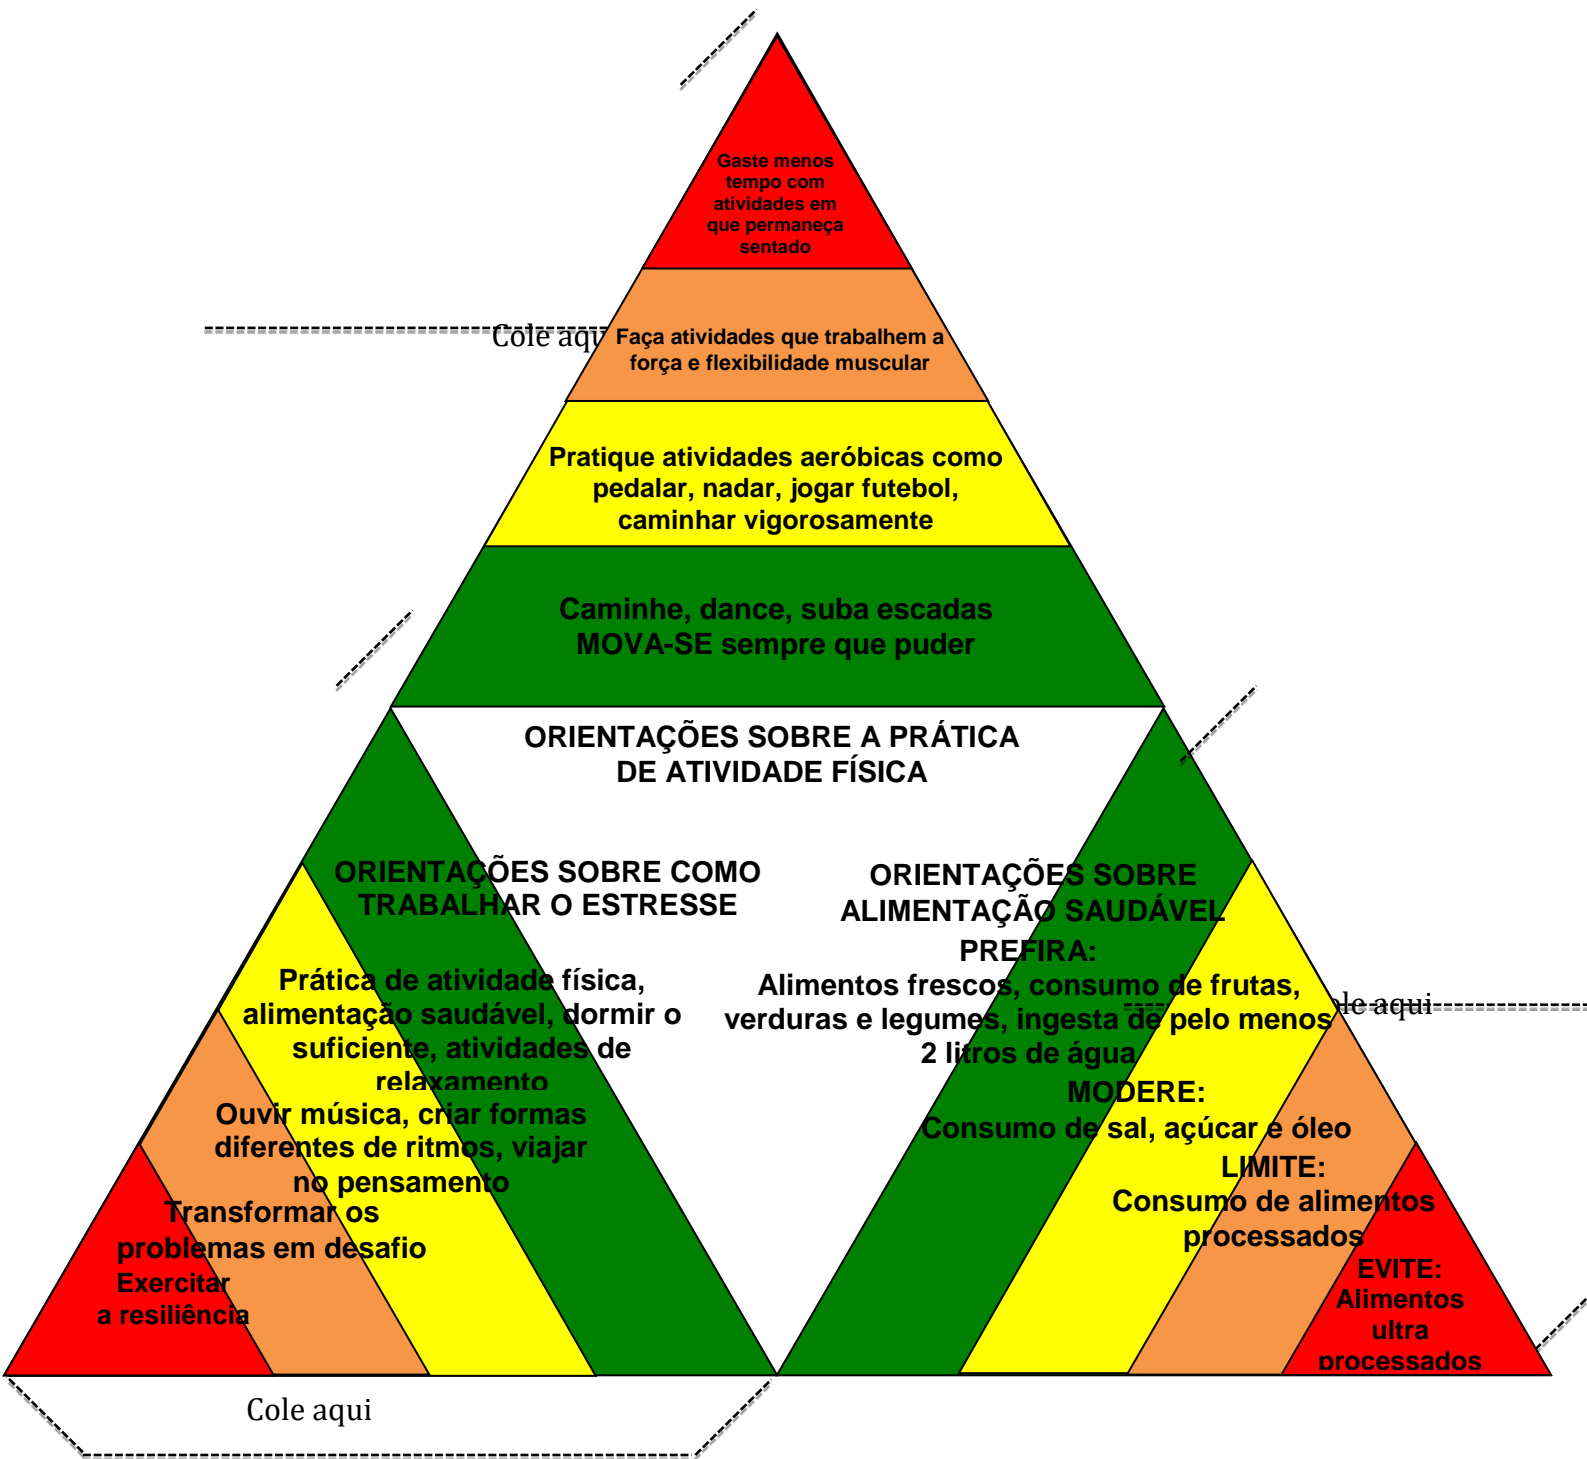 Gaste menos
tempo com
atividades em
que permaneça
sentado
Cole aqu
Faça atividades que trabalhem a
força e flexibilidade muscular
Pratique atividades aeróbicas como
pedalar, nadar, jogar futebol,
caminhar vigorosamente
Caminhe, dance, suba escadas
MOVA-SE sempre que puder
ORIENTAÇÕES SOBRE A PRÁTICA
DE ATIVIDADE FÍSICA
ORIENTAÇÕES SOBRE COMO
TRABALHAR O ESTRESSE
Prática de atividade física,
alimentação saudável, dormir o
suficiente, atividades de
relaxamento
Ouvir música, criar formas
diferentes de ritmos, viajar
no pensamento
Transformar os
problemas em desafio
Exercitar
a resiliência
ORIENTAÇÕES SOBRE
ALIMENTAÇÃO SAUDÁVEL
PREFIRA:
Alimentos frescos, consumo de frutas,
verduras e legumes, ingesta de pelo menos
2 litros de água
ole aqui
MODERE:
Consumo de sal, açúcar e óleo
LIMITE:
Consumo de alimentos
processados
EVITE:
Alimentos
ultra
processados
Cole aqui